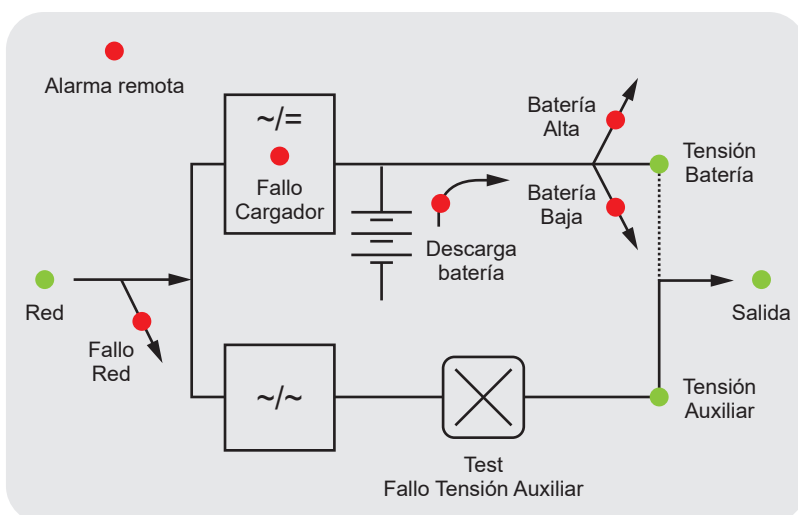 Alarma remota
~/=
Fallo
Cargador
Batería
Alta
Tensión
Batería
Batería
Baja
Descarga
batería
Red
Fallo
Red
Salida
~/~
Tensión
Auxiliar
Test
Fallo Tensión Auxiliar